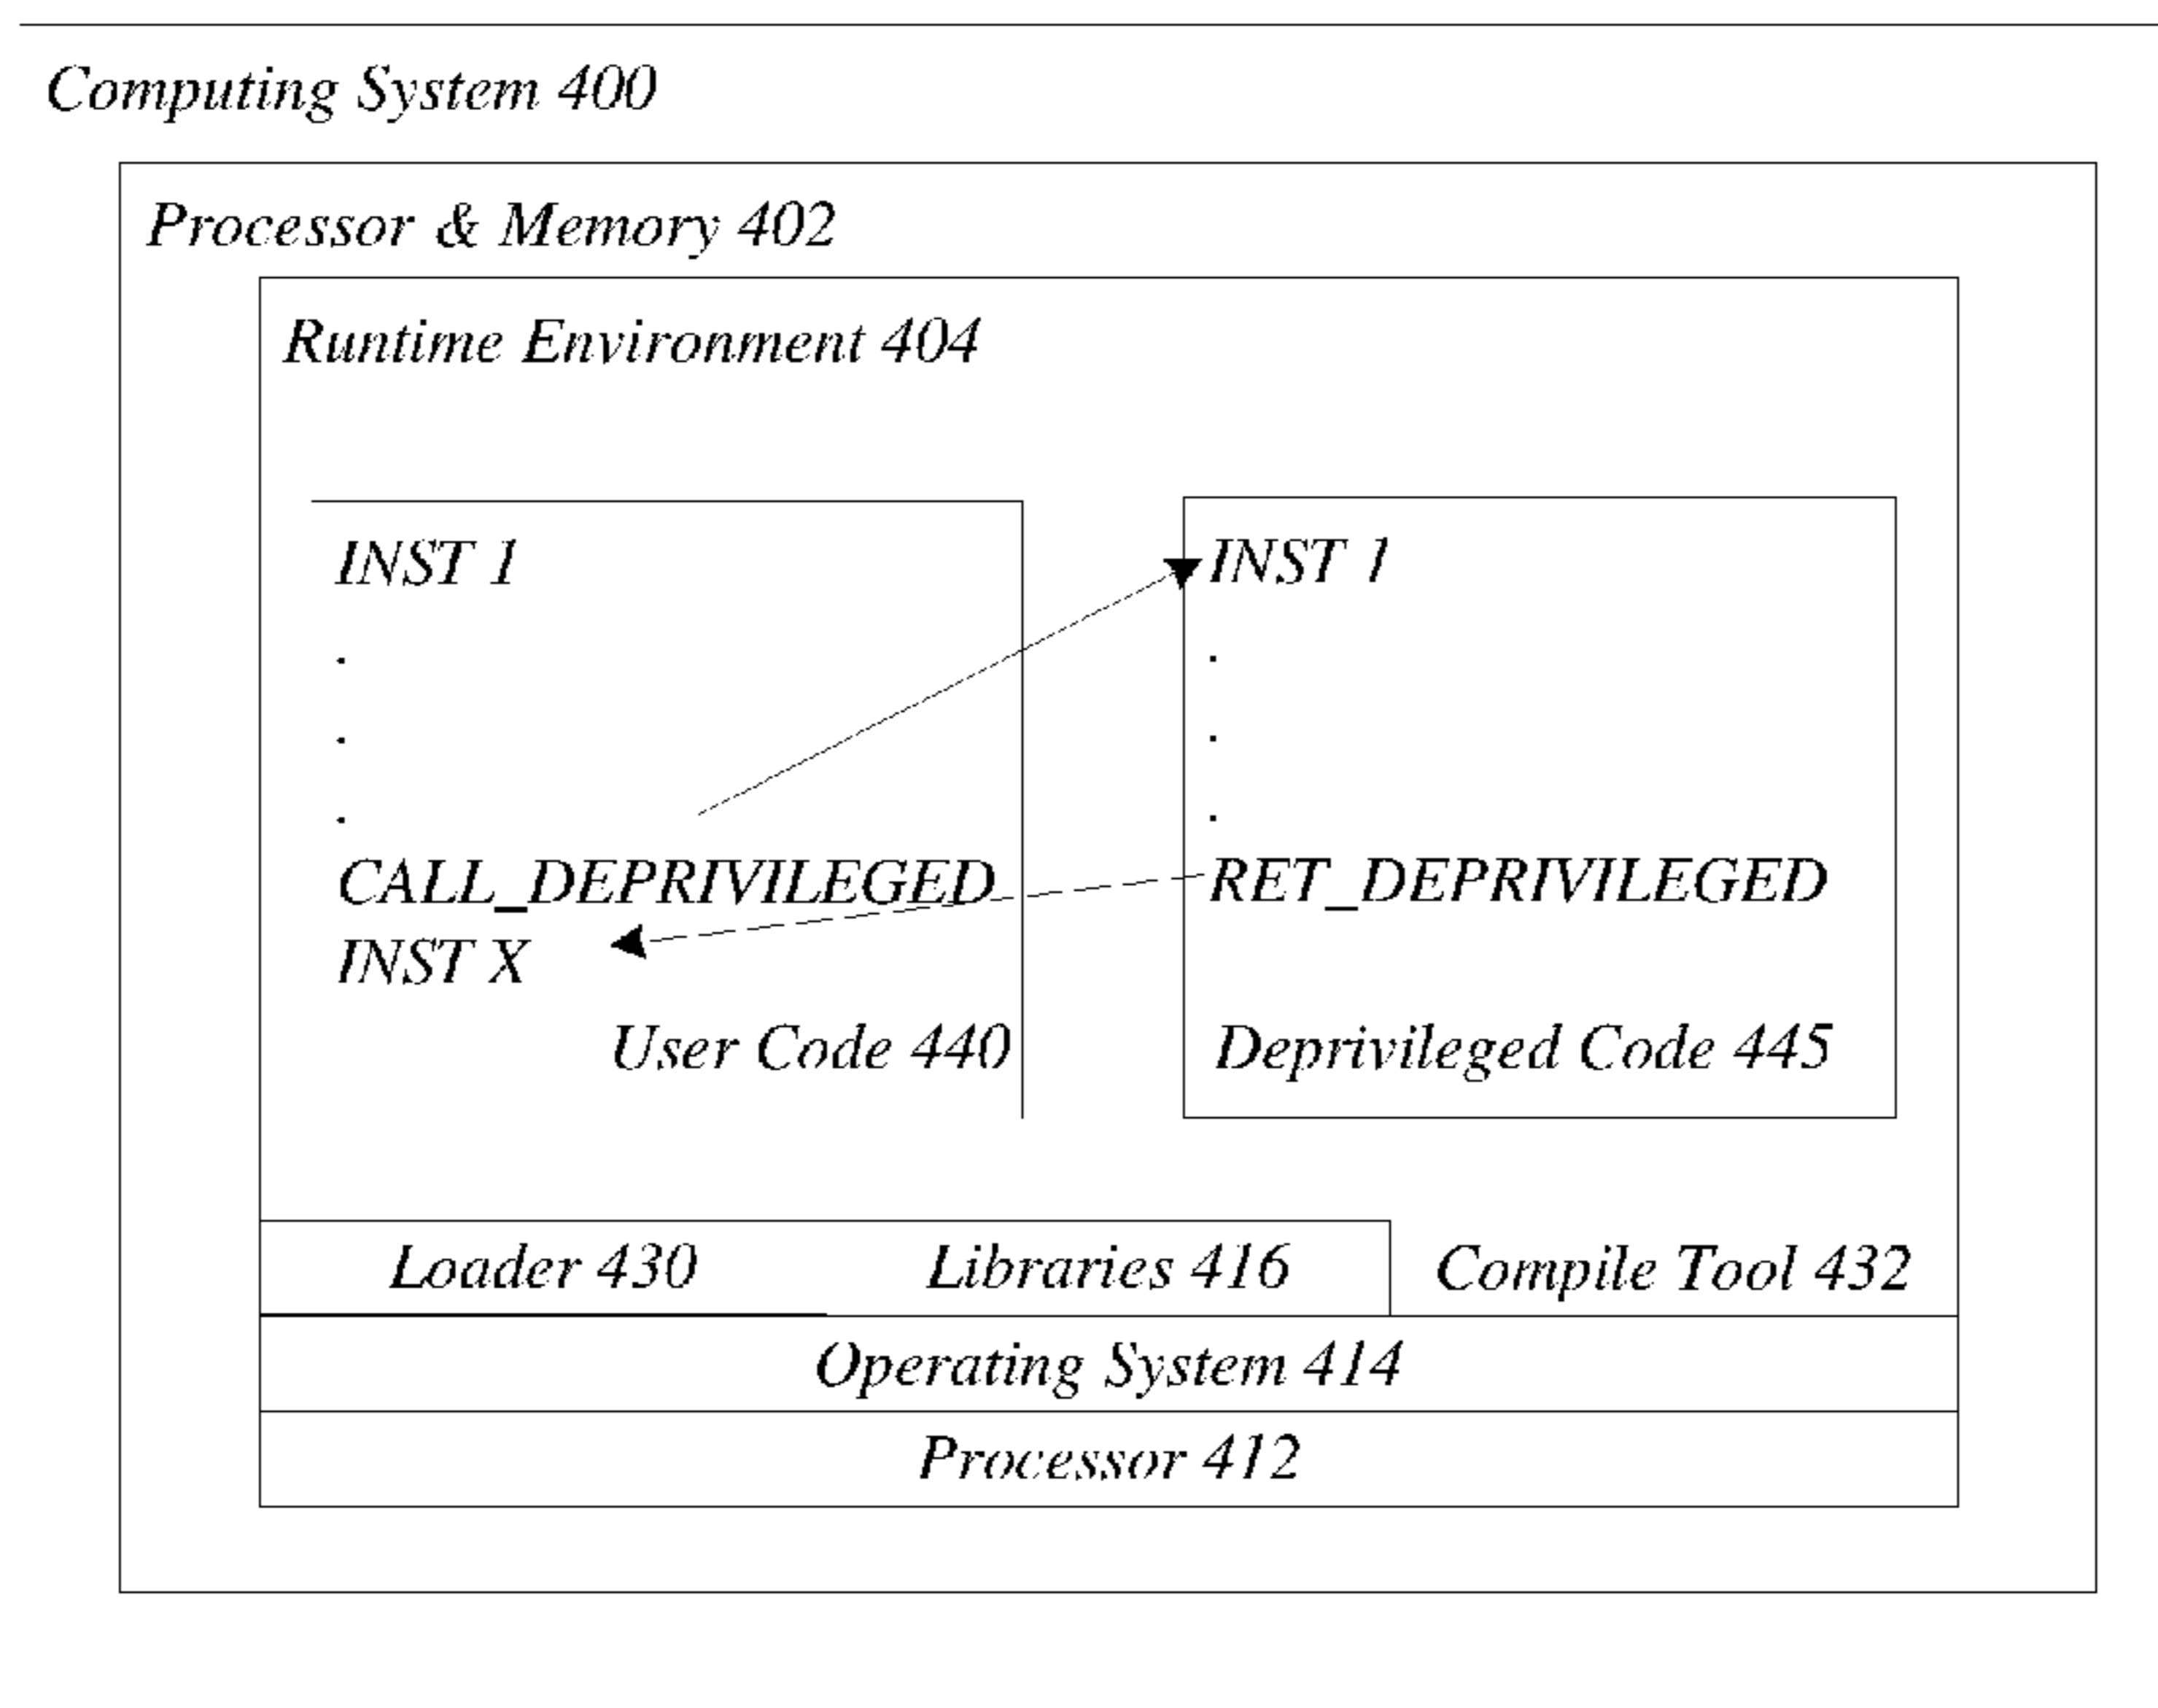 Computing System 400
Processor & Memory 402
Runtime Environment 404
INST 1
.
.
.
CALL_DEPRIVILEGED
INST X
User Code 440
INST 1
.
.
.
RET_DEPRIVILEGED
Deprivileged Code 445
Loader 430
Libraries 416
Compile Tool 432
Operating System 414
Processor 412